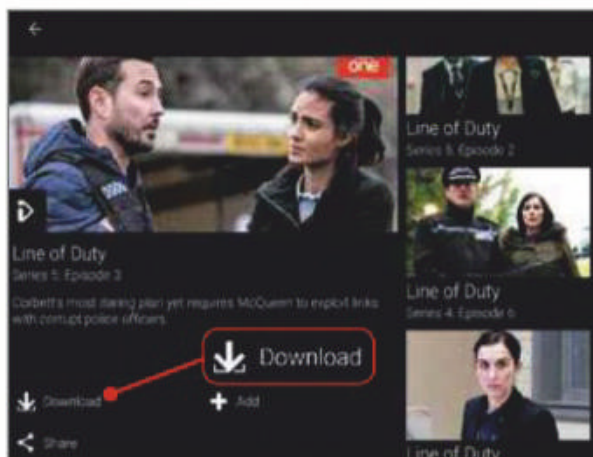 one
Line of Duty
Series 5: Episode 3
Corbett's most daring plan yet requires McQueen to exploit links
with corrupt police officers.
Download
Download
Add
Share
Line of Duty
Series 5: Episode 2
Line of Duty
Series 4: Episode 6
Line of Duty